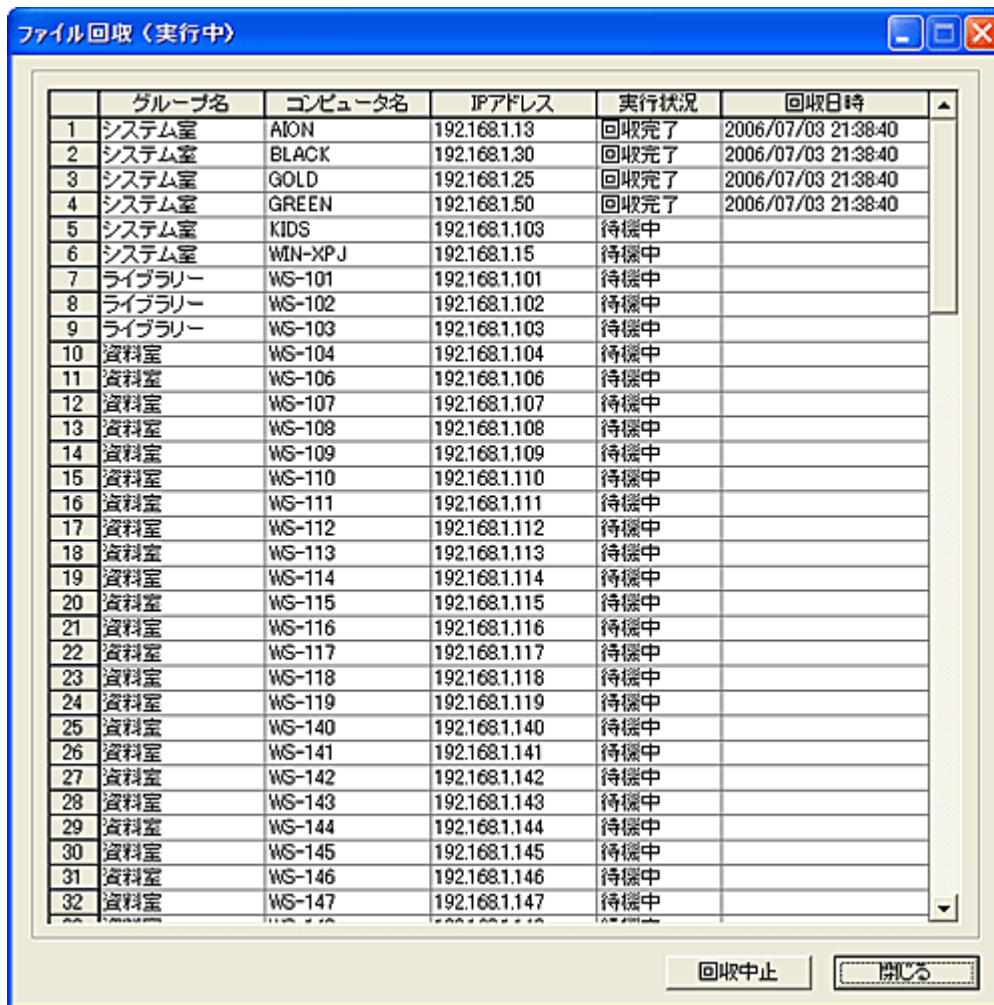 ファイル回収（実行中）
グループ名 コンピュータ名 IPアドレス 実行状況 回収日時
1 システム室 AION 192.168.1.13 回収完了 2006/07/03 21:38:40
2 システム室 BLACK 192.168.1.30 回収完了 2006/07/03 21:38:40
3 システム室 GOLD 192.168.1.25 回収完了 2006/07/03 21:38:40
4 システム室 GREEN 192.168.1.50 回収完了 2006/07/03 21:38:40
5 システム室 KIDS 192.168.1.103 待機中
6 システム室 WIN-XPJ 192.168.1.15 待機中
7 ライブラリー WS-101 192.168.1.101 待機中
8 ライブラリー WS-102 192.168.1.102 待機中
9 ライブラリー WS-103 192.168.1.103 待機中
10 資料室 WS-104 192.168.1.104 待機中
11 資料室 WS-106 192.168.1.106 待機中
12 資料室 WS-107 192.168.1.107 待機中
13 資料室 WS-108 192.168.1.108 待機中
14 資料室 WS-109 192.168.1.109 待機中
15 資料室 WS-110 192.168.1.110 待機中
16 資料室 WS-111 192.168.1.111 待機中
17 資料室 WS-112 192.168.1.112 待機中
18 資料室 WS-113 192.168.1.113 待機中
19 資料室 WS-114 192.168.1.114 待機中
20 資料室 WS-115 192.168.1.115 待機中
21 資料室 WS-116 192.168.1.116 待機中
22 資料室 WS-117 192.168.1.117 待機中
23 資料室 WS-118 192.168.1.118 待機中
24 資料室 WS-119 192.168.1.119 待機中
25 資料室 WS-140 192.168.1.140 待機中
26 資料室 WS-141 192.168.1.141 待機中
27 資料室 WS-142 192.168.1.142 待機中
28 資料室 WS-143 192.168.1.143 待機中
29 資料室 WS-144 192.168.1.144 待機中
30 資料室 WS-145 192.168.1.145 待機中
31 資料室 WS-146 192.168.1.146 待機中
32 資料室 WS-147 192.168.1.147 待機中
回収中止 閉じる